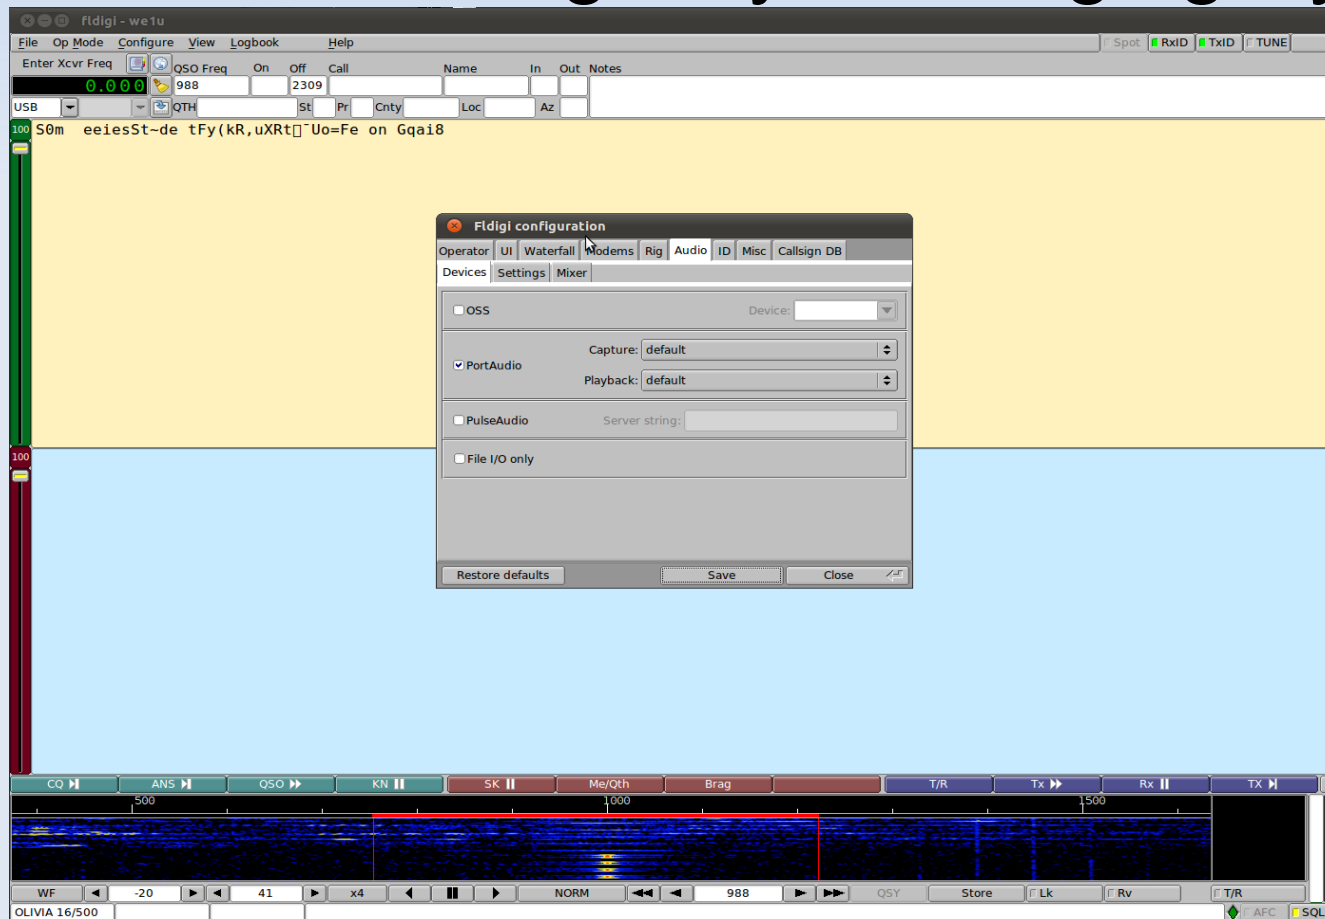 fldigi - we1u
File Op Mode Configure View Logbook Help Spot RxID TxID TUNE
Enter Xcvr Freq QSO Freq On Off Call Name In Out Notes
0.000 988 2309
USB QTH St Pr Cnty Loc Az
100 S0m eeiesSt~de tFy(kR,uXRt▯¯Uo=Fe on Gqai8
Fldigi configuration
Operator UI Waterfall Modems Rig Audio ID Misc Callsign DB
Devices Settings Mixer
OSS Device:
Capture: default
PortAudio
Playback: default
PulseAudio Server string:
100
File I/O only
Restore defaults Save Close
CQ ANS QSO KN SK Me/Qth Brag T/R Tx Rx TX
500 1000 1500
WF -20 41 x4 NORM 988 QSY Store Lk Rv T/R
OLIVIA 16/500 AFC SQL